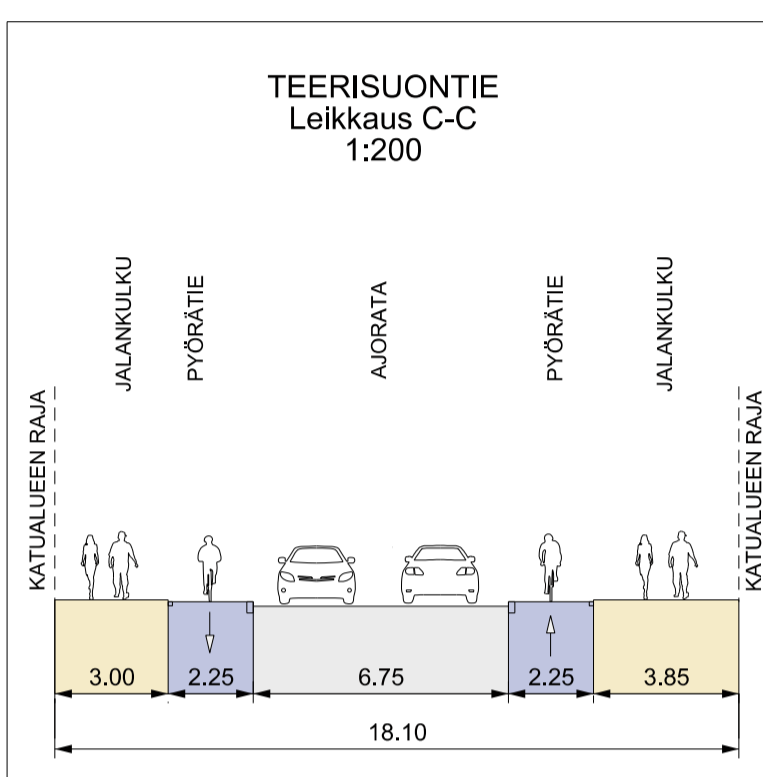 TEERISUONTIE
Leikkaus C-C
1:200
KATUALUEEN RAJA
JALANKULKU
PYÖRÄTIE
AJORATA
PYÖRÄTIE
JALANKULKU
KATUALUEEN RAJA
3.00
2.25
6.75
2.25
3.85
18.10